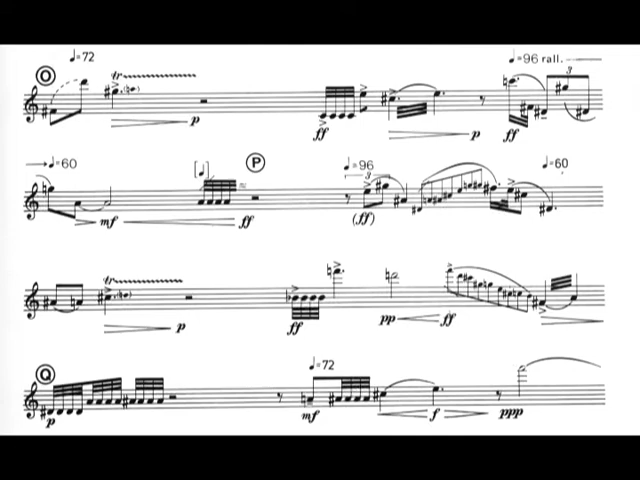 O ♩=72 tr ♩=96 rall. 3
p ff p ff
♩=60 P ♩=96 3 ♩=60
mf ff (ff)
tr
p ff pp ff
Q ♩=72
p mf f ppp